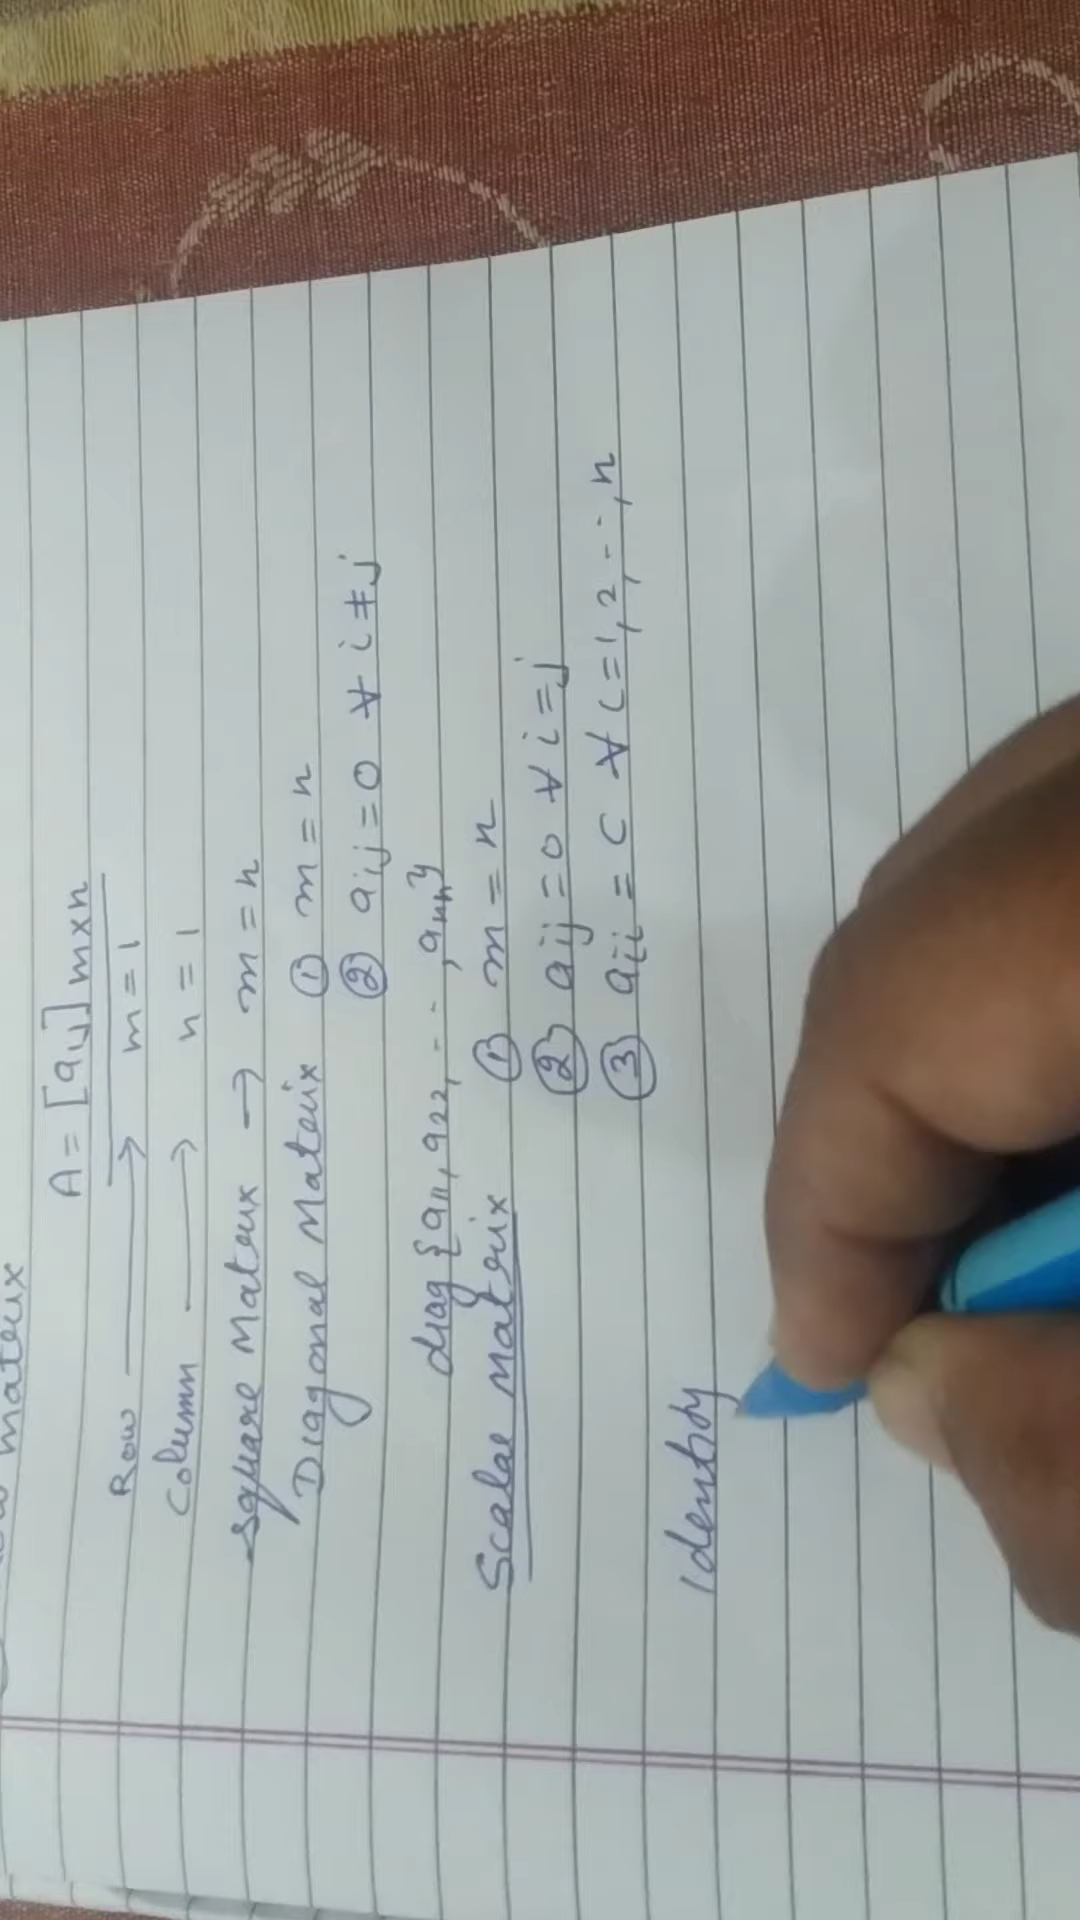 matrix
A = [aij] m×n
Row ⟶ m = 1
Column ⟶ n = 1
Square Matrix → m = n
Diagonal Matrix ① m = n
② aij = 0 ∀ i ≠ j
diag {a11, a22, - - , ann}
Scalar matrix ① m = n
② aij = 0 ∀ i = j
③ aii = c ∀ i = 1, 2, - -, n
Identity